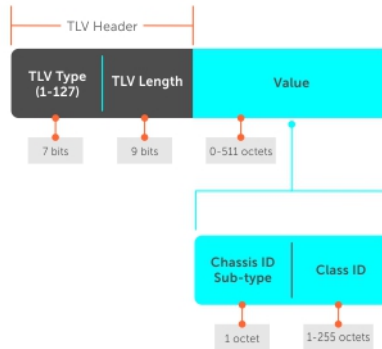 TLV Header
TLV Type
(1-127)
TLV Length
Value
7 bits
9 bits
0-511 octets
Chassis ID
Sub-type
Class ID
1 octet
1-255 octets